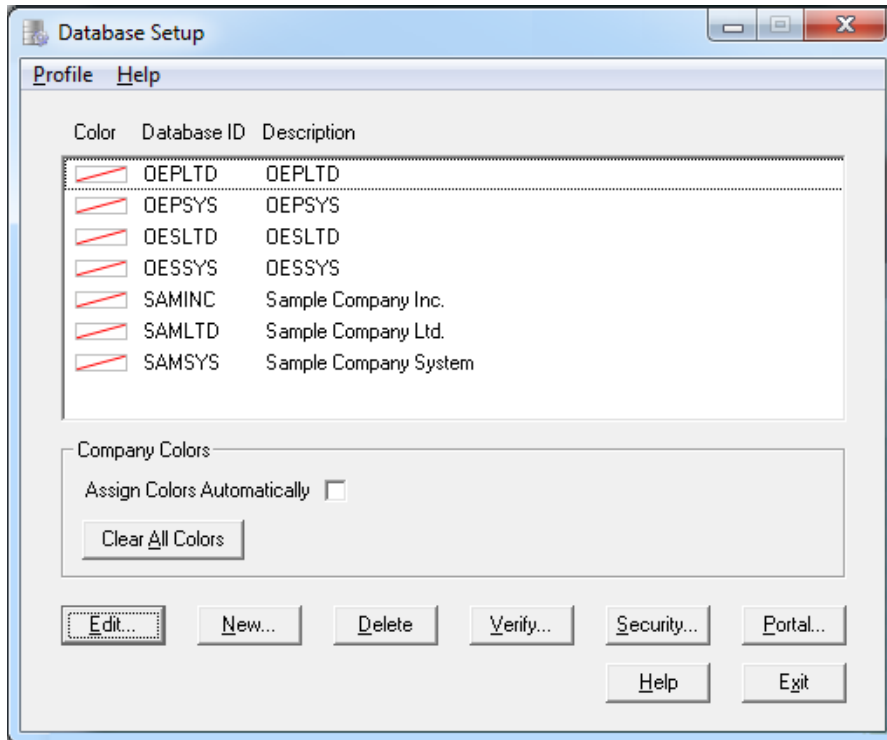 Database Setup
Profile Help
Color Database ID Description
OEPLTD OEPLTD
OEPSYS OEPSYS
OESLTD OESLTD
OESSYS OESSYS
SAMINC Sample Company Inc.
SAMLTD Sample Company Ltd.
SAMSYS Sample Company System
Company Colors
Assign Colors Automatically
Clear All Colors
Edit... New... Delete Verify... Security... Portal...
Help Exit